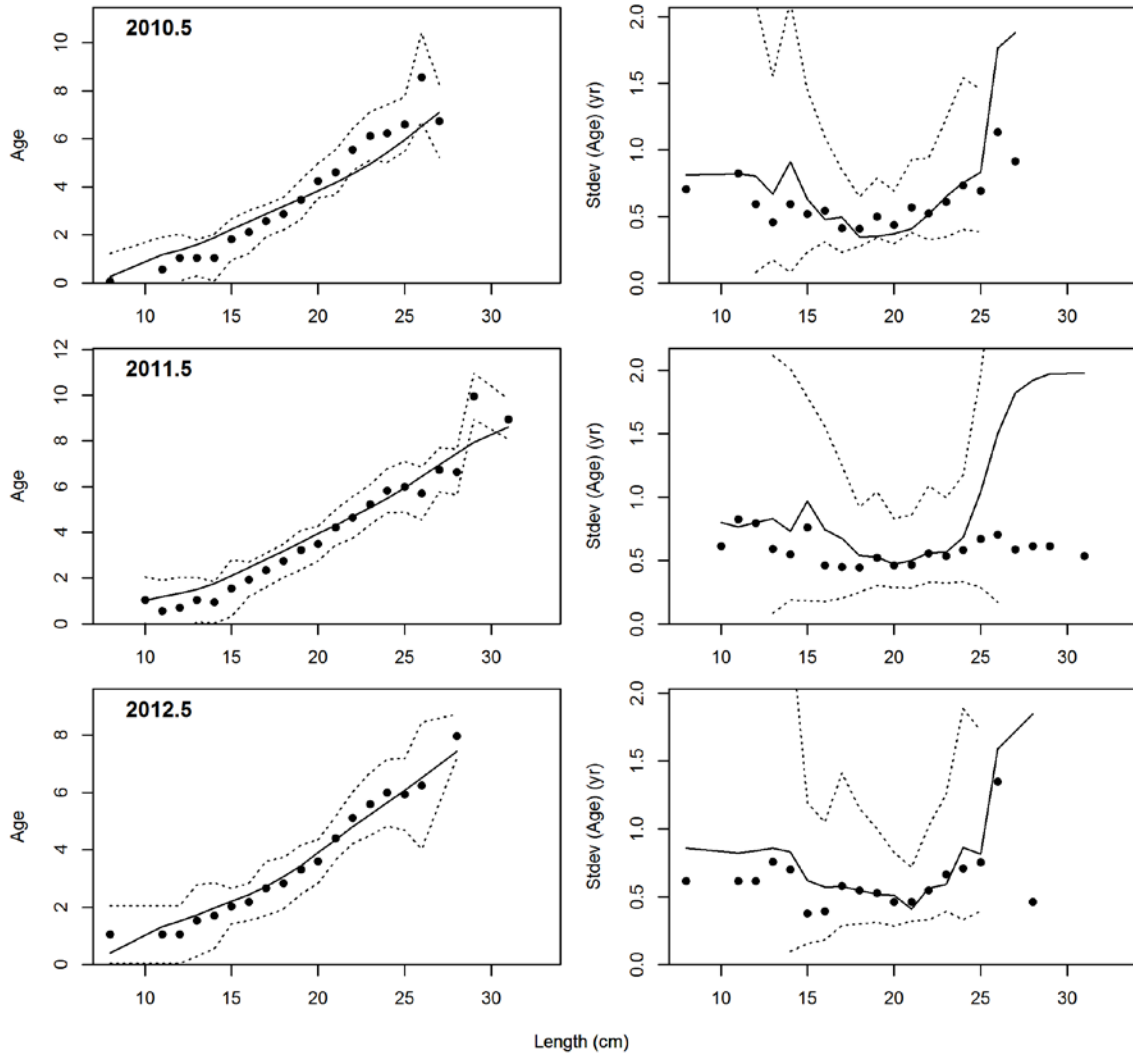 2010.5
Age
0 2 4 6 8 10
10 15 20 25 30
Stdev (Age) (yr)
0.0 0.5 1.0 1.5 2.0
10 15 20 25 30
2011.5
Age
0 2 4 6 8 10 12
10 15 20 25 30
Stdev (Age) (yr)
0.0 0.5 1.0 1.5 2.0
10 15 20 25 30
2012.5
Age
0 2 4 6 8
10 15 20 25 30
Stdev (Age) (yr)
0.0 0.5 1.0 1.5 2.0
10 15 20 25 30
Length (cm)